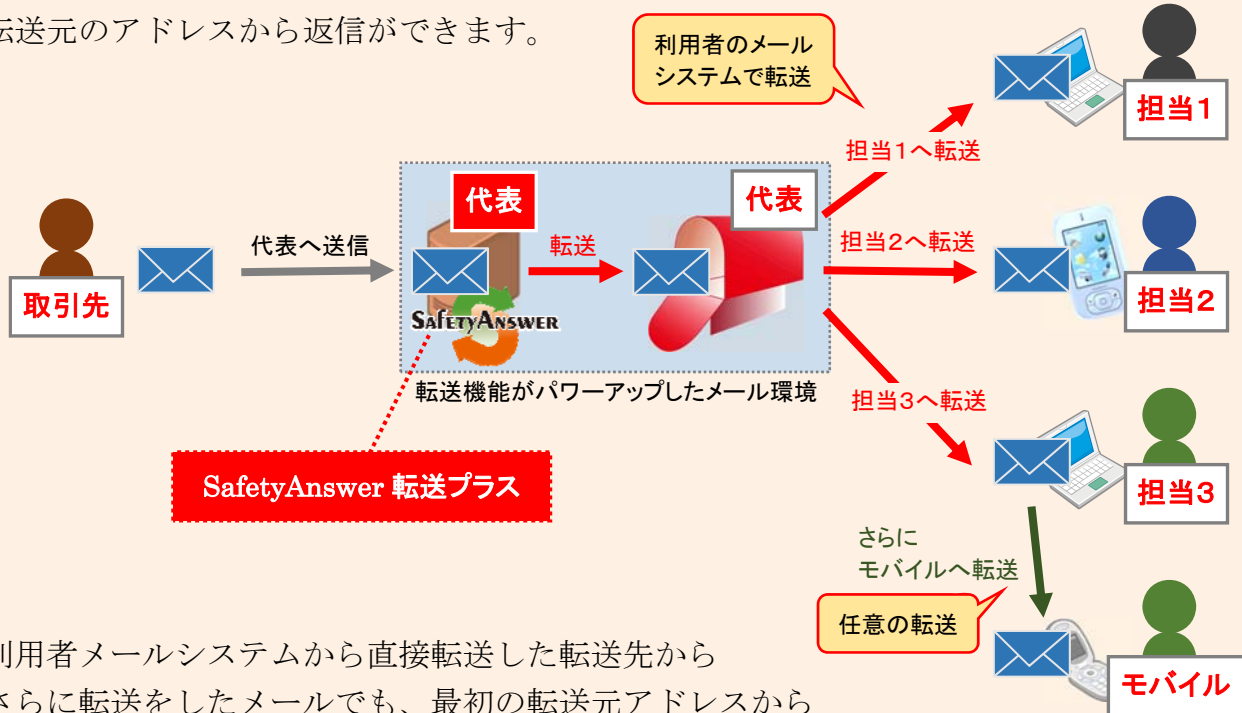 転送元のアドレスから返信ができます。
利用者のメール
システムで転送
担当1
担当1へ転送
代表
代表
取引先
代表へ送信
転送
担当2へ転送
担当2
SAFETYANSWER
転送機能がパワーアップしたメール環境
担当3へ転送
SafetyAnswer 転送プラス
担当3
さらに
モバイルへ転送
任意の転送
モバイル
利用者メールシステムから直接転送した転送先から
さらに転送をしたメールでも、最初の転送元アドレスから